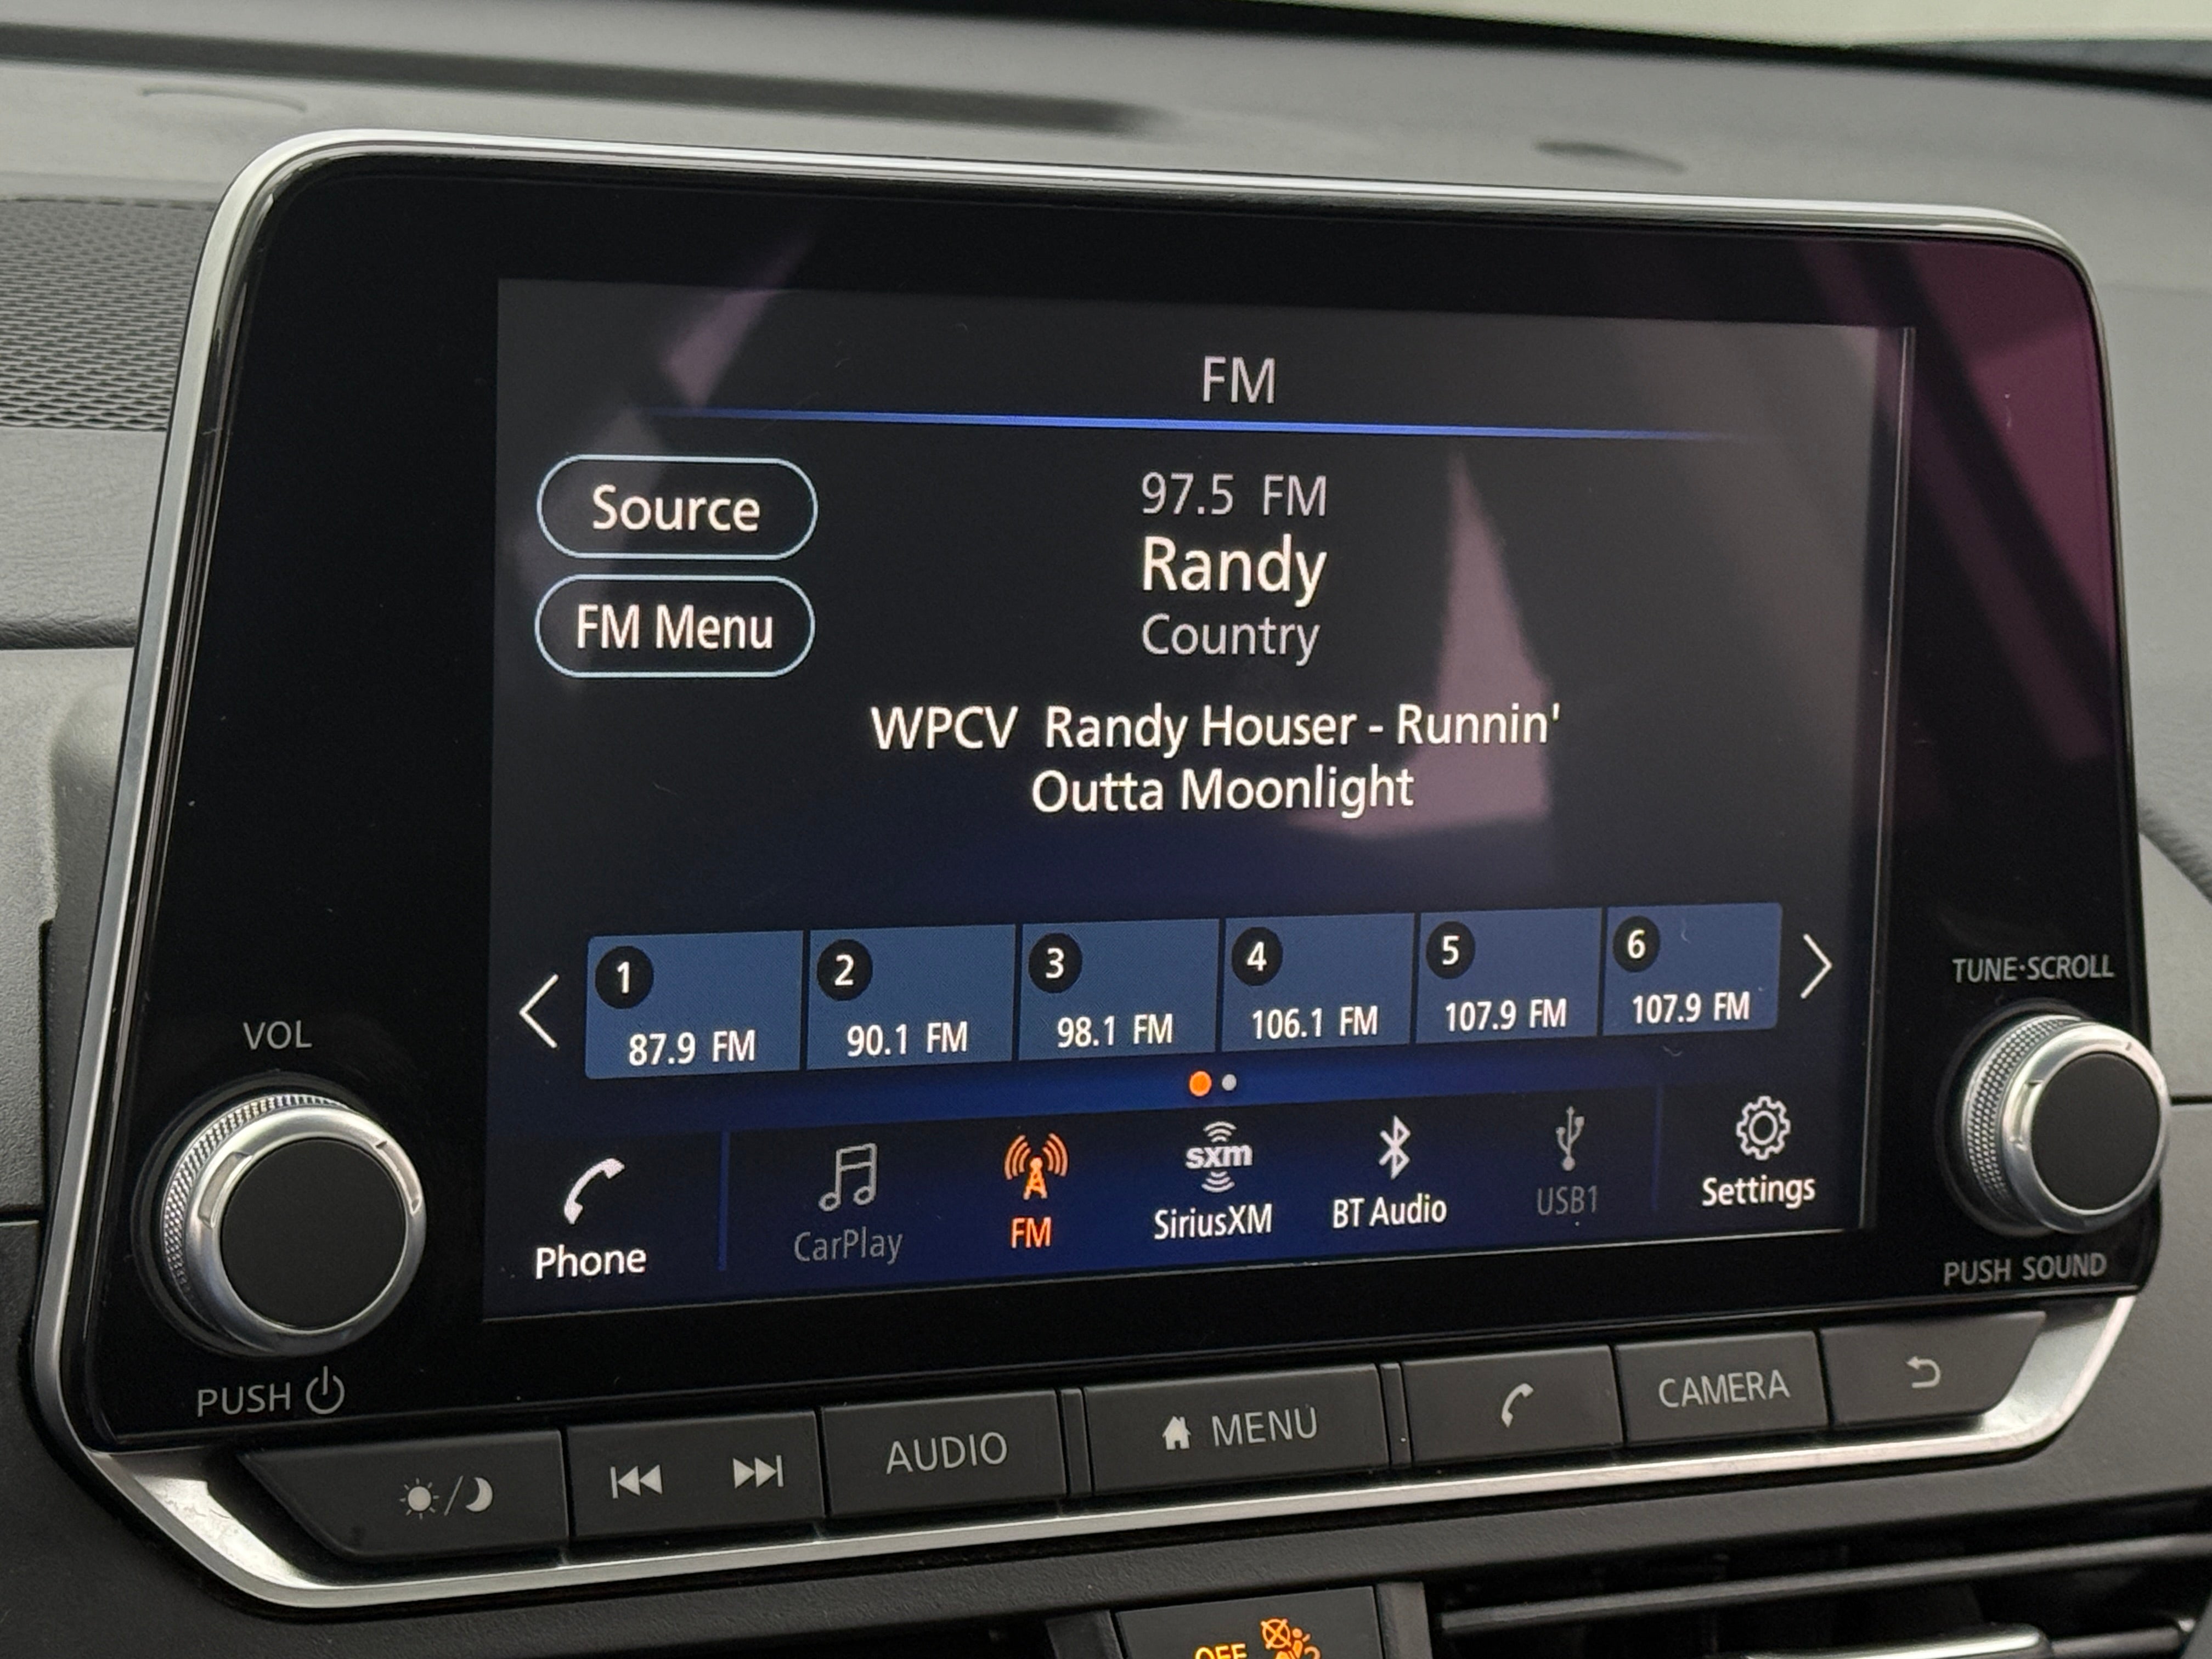 FM
Source
FM Menu
97.5 FM
Randy
Country
WPCV Randy Houser - Runnin'
Outta Moonlight
1
87.9 FM
2
90.1 FM
3
98.1 FM
4
106.1 FM
5
107.9 FM
6
107.9 FM
Phone
CarPlay
FM
sxm
SiriusXM
BT Audio
USB1
Settings
VOL
PUSH
TUNE·SCROLL
PUSH SOUND
AUDIO
MENU
CAMERA
OFF